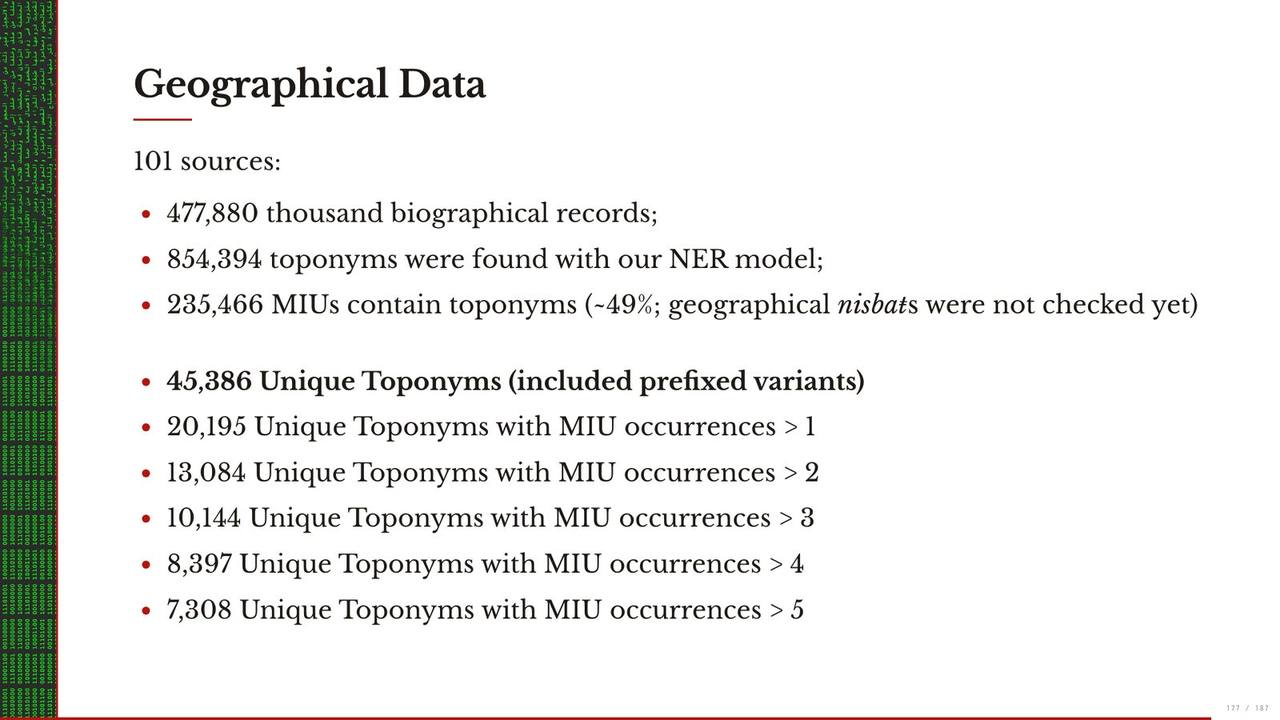 Geographical Data
101 sources:
• 477,880 thousand biographical records;
• 854,394 toponyms were found with our NER model;
• 235,466 MIUs contain toponyms (~49%; geographical nisbaŧs were not checked yet)
• 45,386 Unique Toponyms (included prefixed variants)
• 20,195 Unique Toponyms with MIU occurrences > 1
• 13,084 Unique Toponyms with MIU occurrences > 2
• 10,144 Unique Toponyms with MIU occurrences > 3
• 8,397 Unique Toponyms with MIU occurrences > 4
• 7,308 Unique Toponyms with MIU occurrences > 5
177 / 187